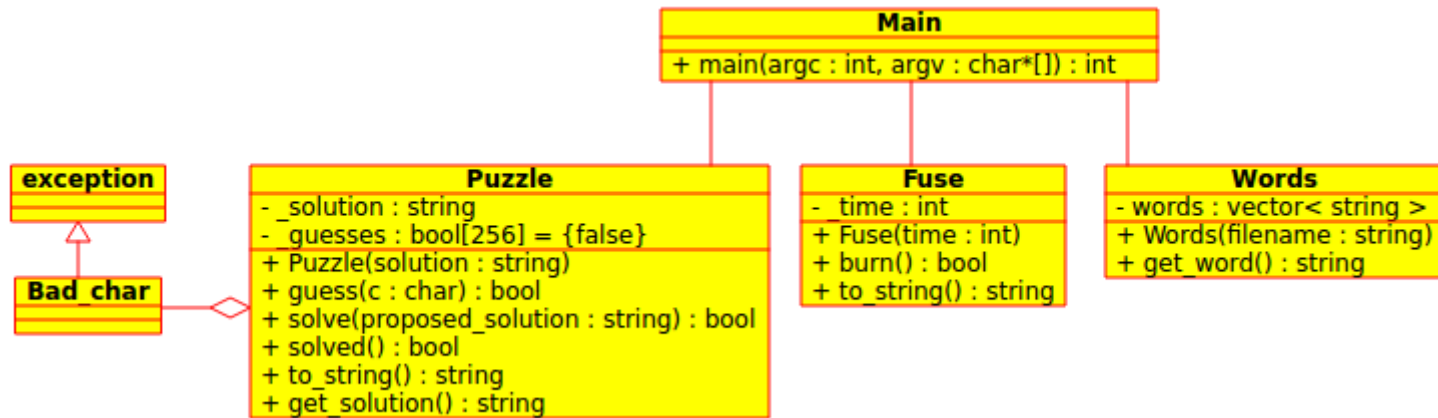 Main
+ main(argc : int, argv : char*[]) : int
exception
Bad_char
Puzzle
- _solution : string
- _guesses : bool[256] = {false}
+ Puzzle(solution : string)
+ guess(c : char) : bool
+ solve(proposed_solution : string) : bool
+ solved() : bool
+ to_string() : string
+ get_solution() : string
Fuse
- _time : int
+ Fuse(time : int)
+ burn() : bool
+ to_string() : string
Words
- words : vector< string >
+ Words(filename : string)
+ get_word() : string